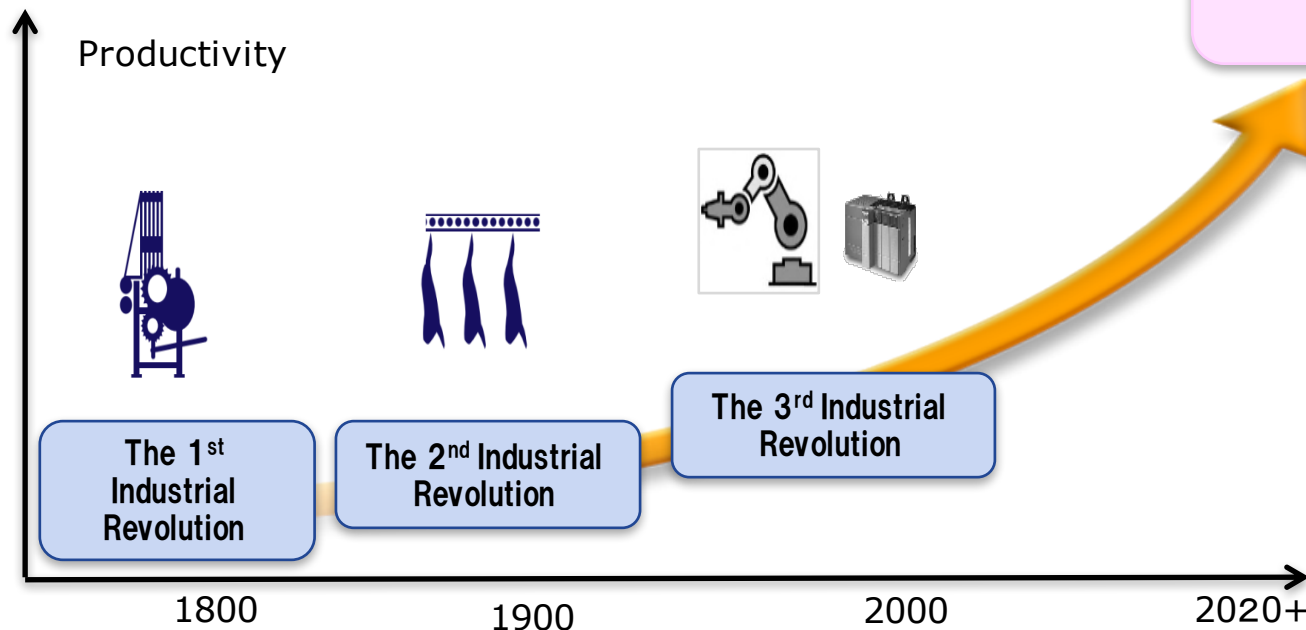 Productivity
The 1st
Industrial
Revolution
The 2nd Industrial
Revolution
The 3rd Industrial
Revolution
1800
1900
2000
2020+